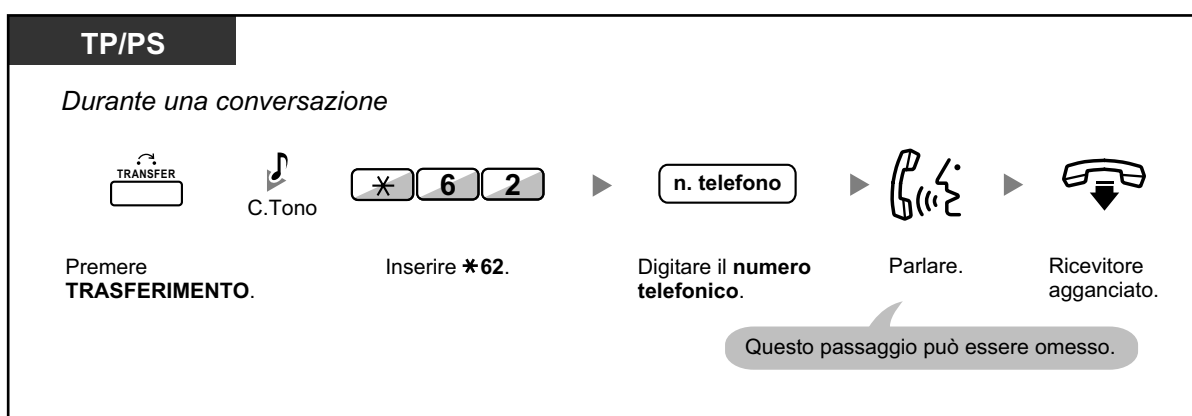 TP/PS
Durante una conversazione
TRANSFER
C.Tono
* 6 2
n. telefono
Premere
TRASFERIMENTO.
Inserire *62.
Digitare il numero
telefonico.
Parlare.
Ricevitore
agganciato.
Questo passaggio può essere omesso.